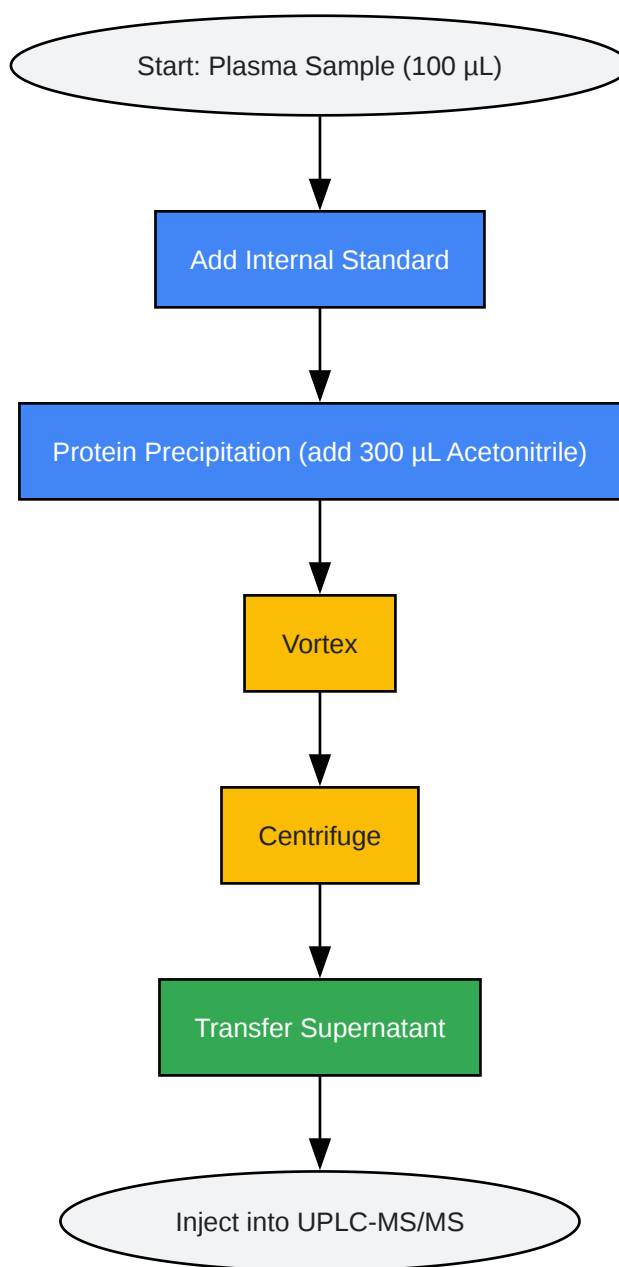 Start: Plasma Sample (100 µL)
Add Internal Standard
Protein Precipitation (add 300 µL Acetonitrile)
Vortex
Centrifuge
Transfer Supernatant
Inject into UPLC-MS/MS